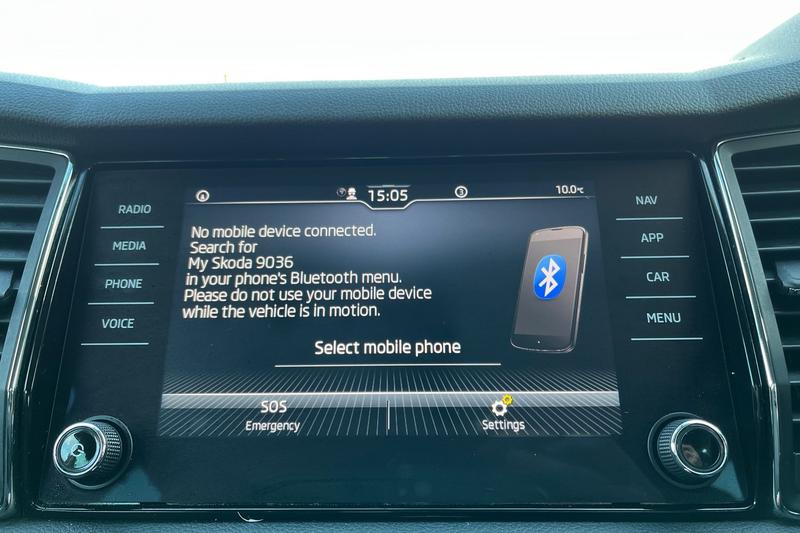 15:05
3
10.0°C
RADIO
MEDIA
PHONE
VOICE
No mobile device connected.
Search for
My Skoda 9036
in your phone's Bluetooth menu.
Please do not use your mobile device
while the vehicle is in motion.
Select mobile phone
SOS
Emergency
Settings
NAV
APP
CAR
MENU